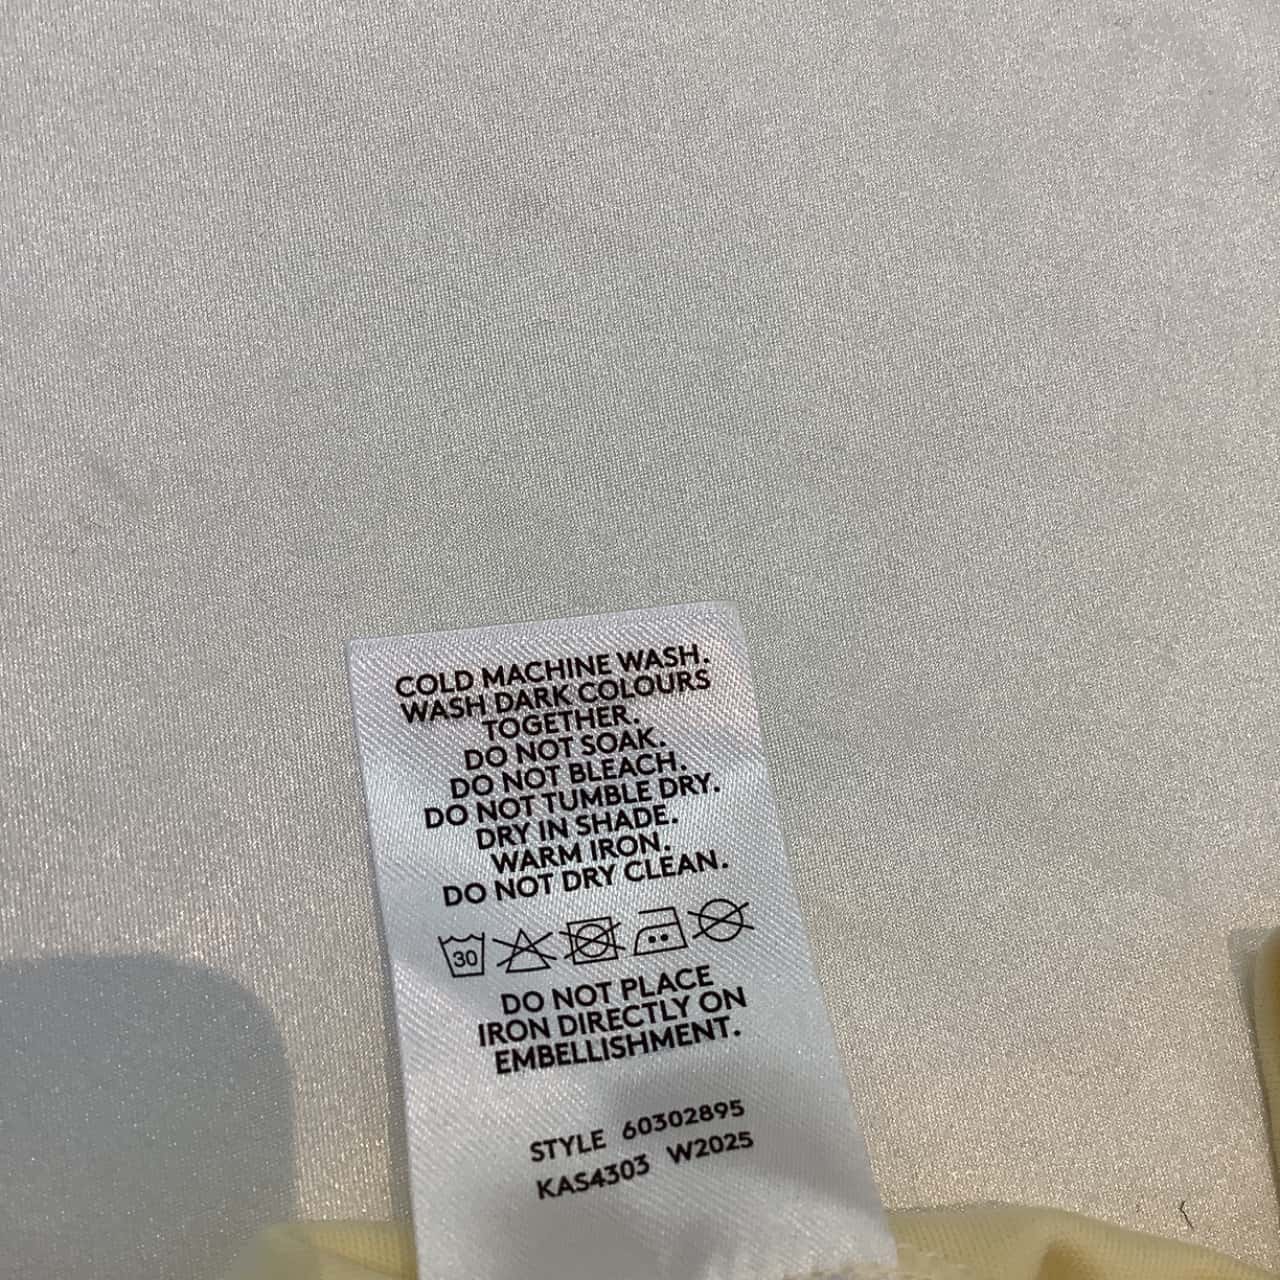 COLD MACHINE WASH.
WASH DARK COLOURS
TOGETHER.
DO NOT SOAK.
DO NOT BLEACH.
DO NOT TUMBLE DRY.
DRY IN SHADE.
WARM IRON.
DO NOT DRY CLEAN.
30
DO NOT PLACE
IRON DIRECTLY ON
EMBELLISHMENT.
STYLE 60302895
KAS4303 W2025